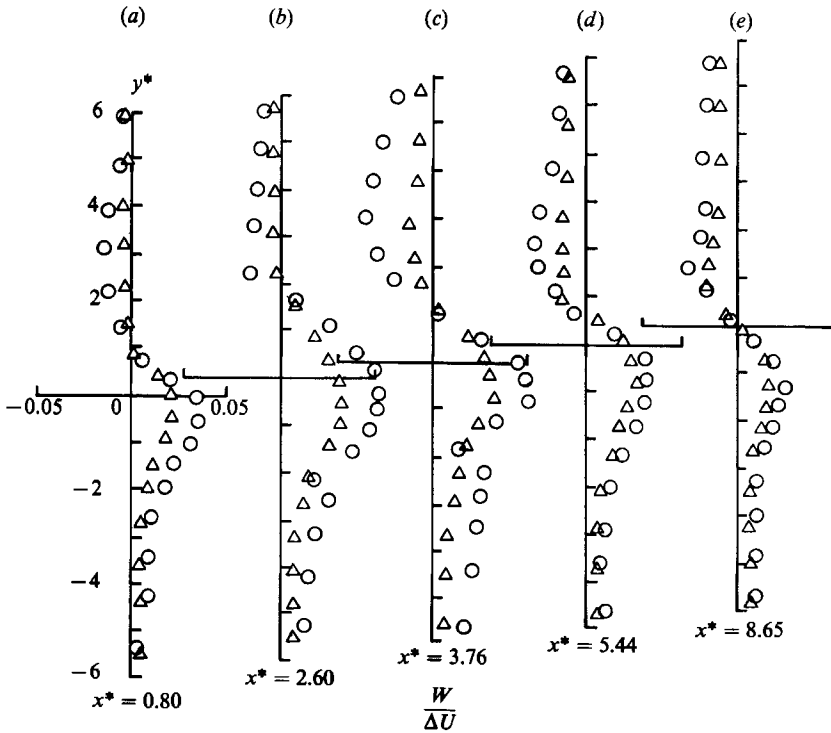 (a) (b) (c) (d) (e)
y*
6
4
2
−0.05 0 0.05
−2
−4
−6
x* = 0.80
x* = 2.60
x* = 3.76
x* = 5.44
x* = 8.65
W
ΔU